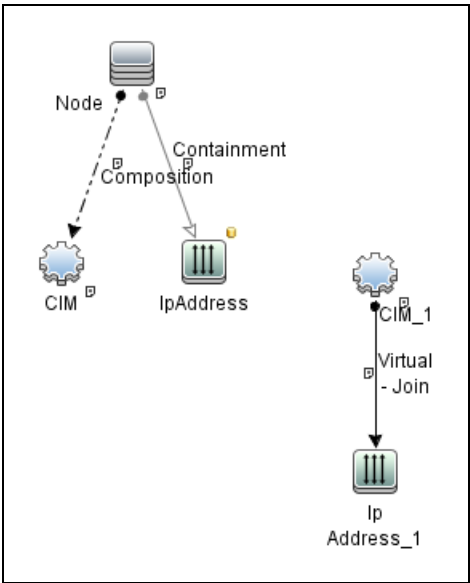 Node
Containment
Composition
CIM
IpAddress
CIM_1
Virtual
- Join
Ip
Address_1